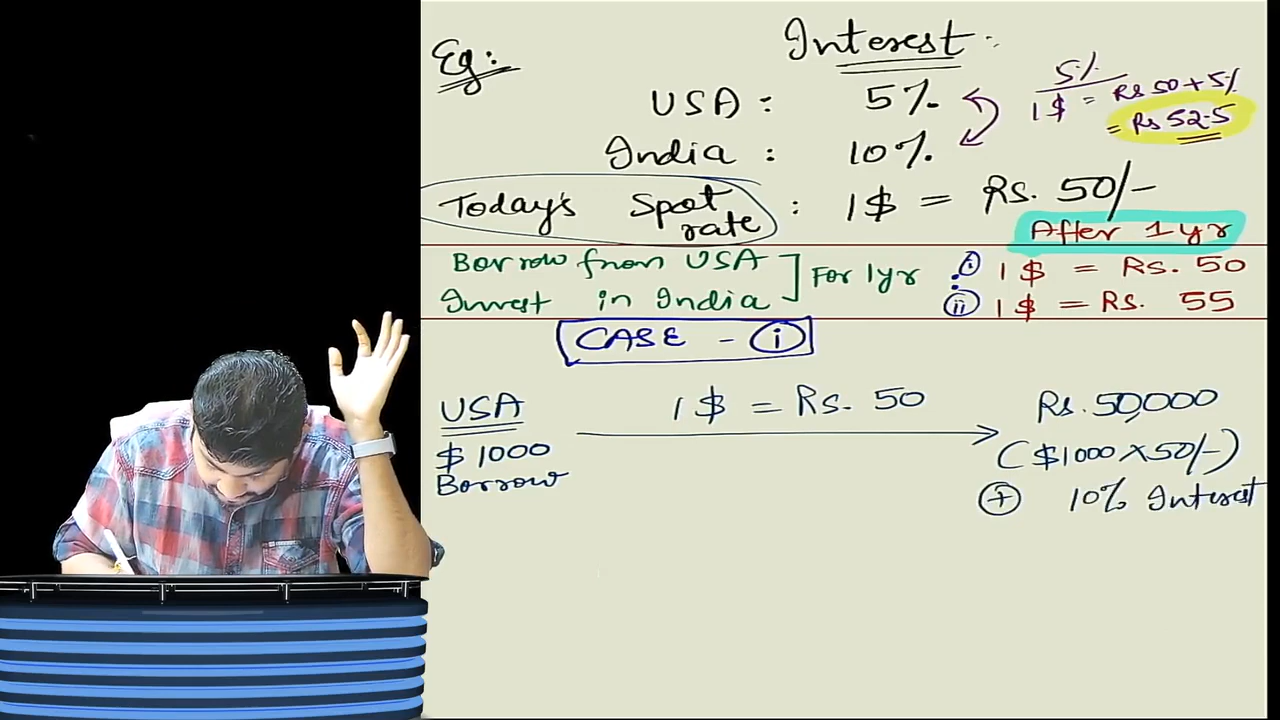 Eg:
Interest
USA : 5%
India : 10%
5%
1$ = Rs 50 + 5%
= Rs 52.5
Today's Spot rate : 1$ = RS. 50/-
After 1 yr
Borrow from USA
Invest in India
For 1yr
(i) 1$ = RS. 50
(ii) 1$ = RS. 55
CASE - (i)
USA
$1000
Borrow
1$ = RS. 50
Rs. 50,000
($1000 X 50/-)
+ 10% Interest